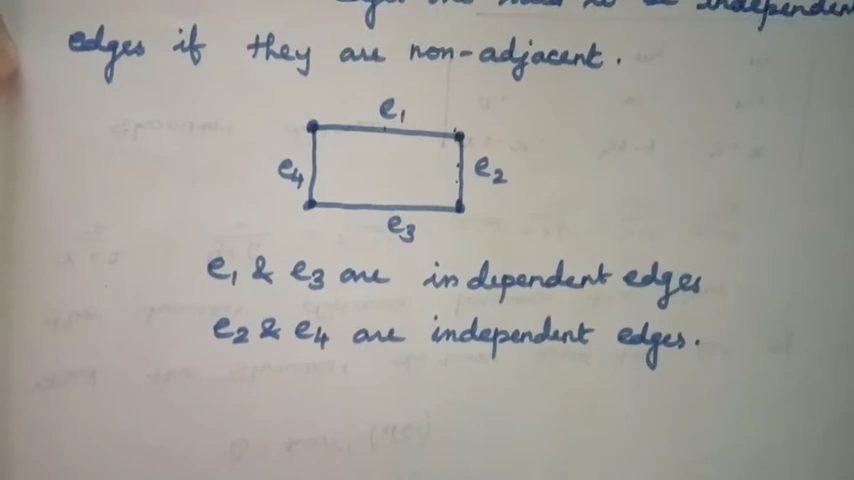 independent
edges if they are non-adjacent.
e1
e4 e2
e3
e1 & e3 are independent edges
e2 & e4 are independent edges.